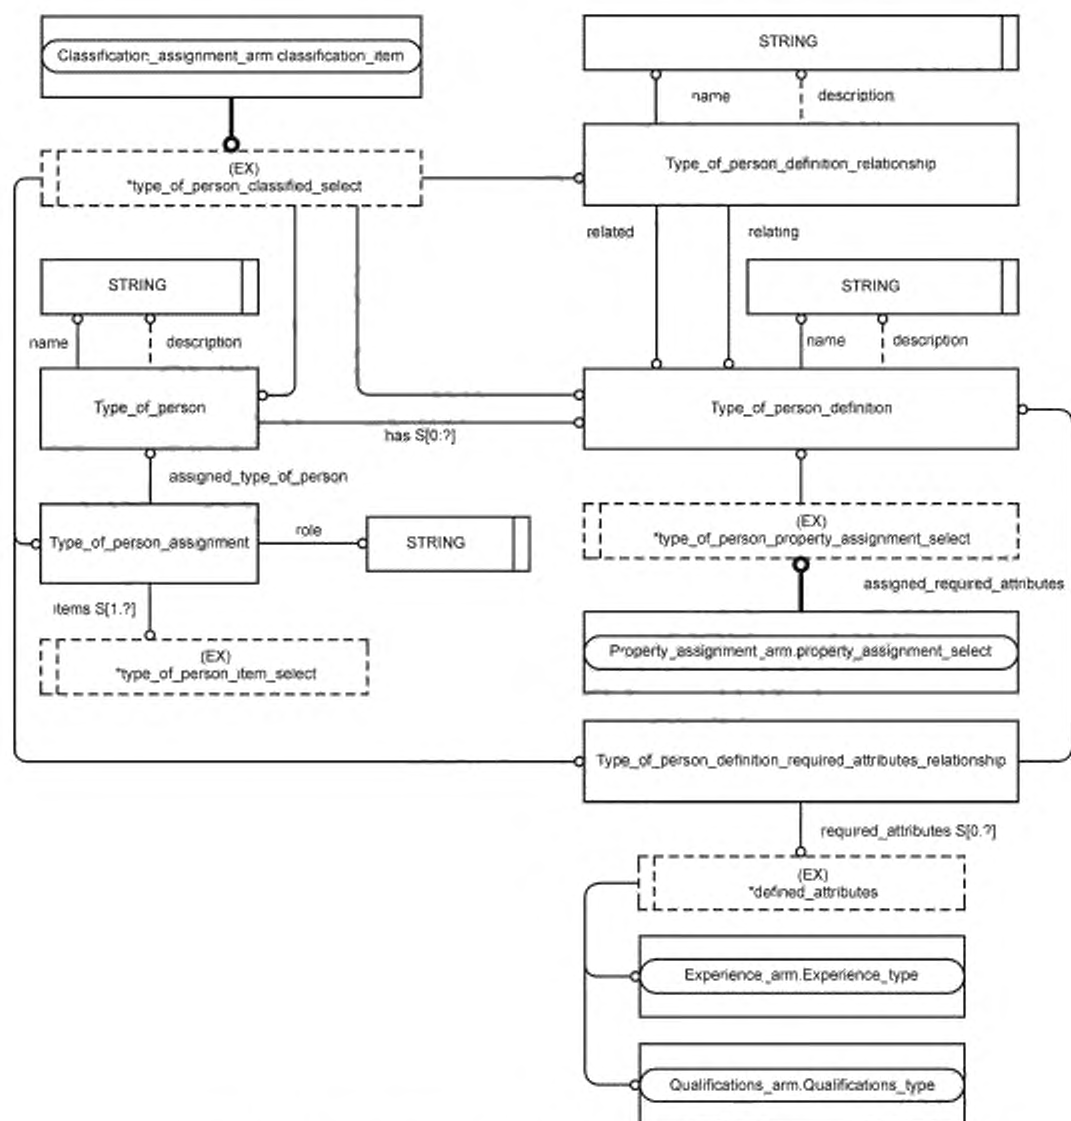 Classification_assignment_arm.classification_item
STRING
name
description
(EX)
*type_of_person_classified_select
Type_of_person_definition_relationship
related
relating
STRING
STRING
name
description
name
description
Type_of_person
Type_of_person_definition
has S[0:?]
assigned_type_of_person
Type_of_person_assignment
role
STRING
(EX)
*type_of_person_property_assignment_select
assigned_required_attributes
items S[1:?]
(EX)
*type_of_person_item_select
Property_assignment_arm.property_assignment_select
Type_of_person_definition_required_attributes_relationship
required_attributes S[0:?]
(EX)
*defined_attributes
Experience_arm.Experience_type
Qualifications_arm.Qualifications_type